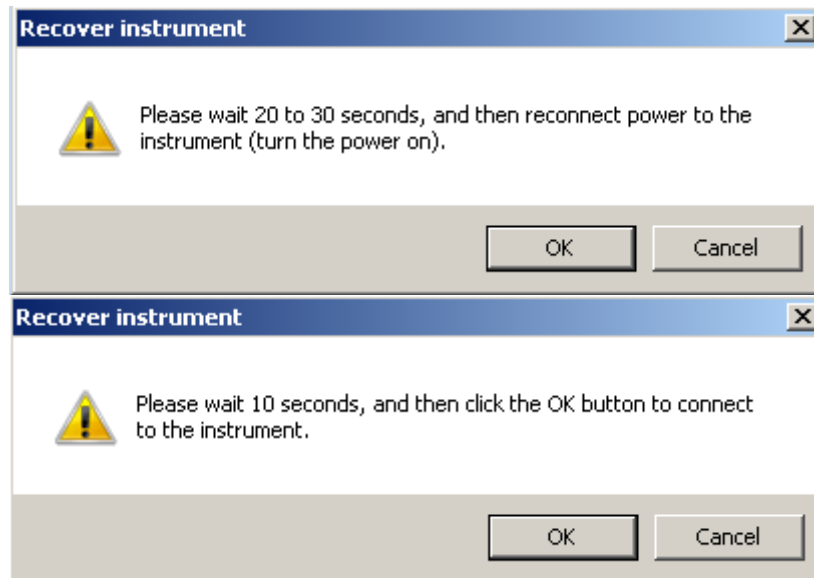 Recover instrument
Please wait 20 to 30 seconds, and then reconnect power to the
instrument (turn the power on).
OK Cancel
Recover instrument
Please wait 10 seconds, and then click the OK button to connect
to the instrument.
OK Cancel